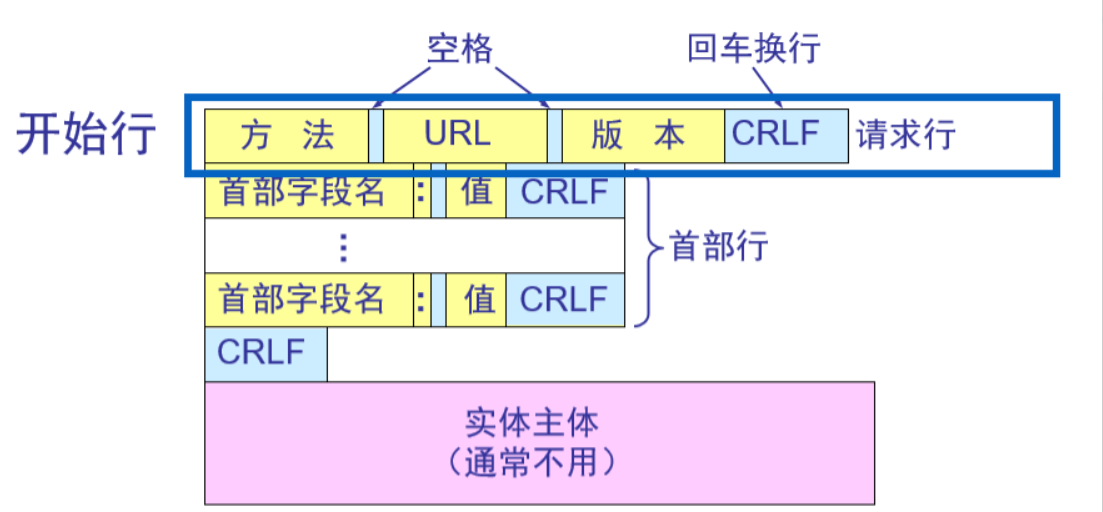 空格
回车换行
开始行
方 法 URL 版 本 CRLF 请求行
首部字段名 : 值 CRLF
⋮
首部行
首部字段名 : 值 CRLF
CRLF
实体主体
（通常不用）